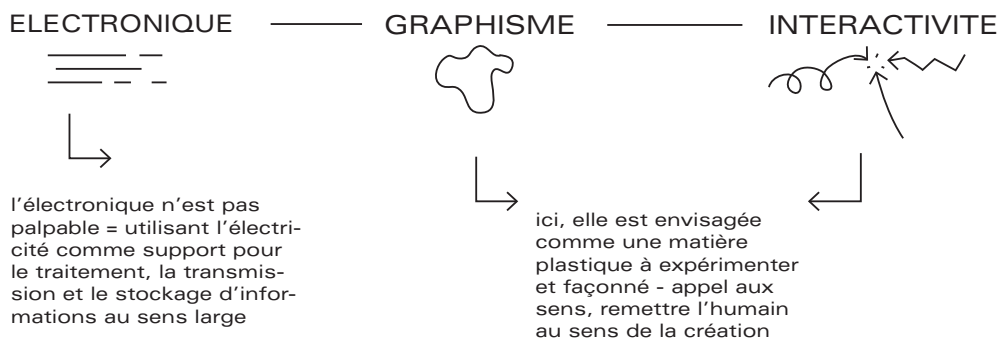 ELECTRONIQUE
GRAPHISME
INTERACTIVITE
l'électronique n'est pas
palpable = utilisant l'électri-
cité comme support pour
le traitement, la transmis-
sion et le stockage d'infor-
mations au sens large
ici, elle est envisagée
comme une matière
plastique à expérimenter
et façonné - appel aux
sens, remettre l'humain
au sens de la création